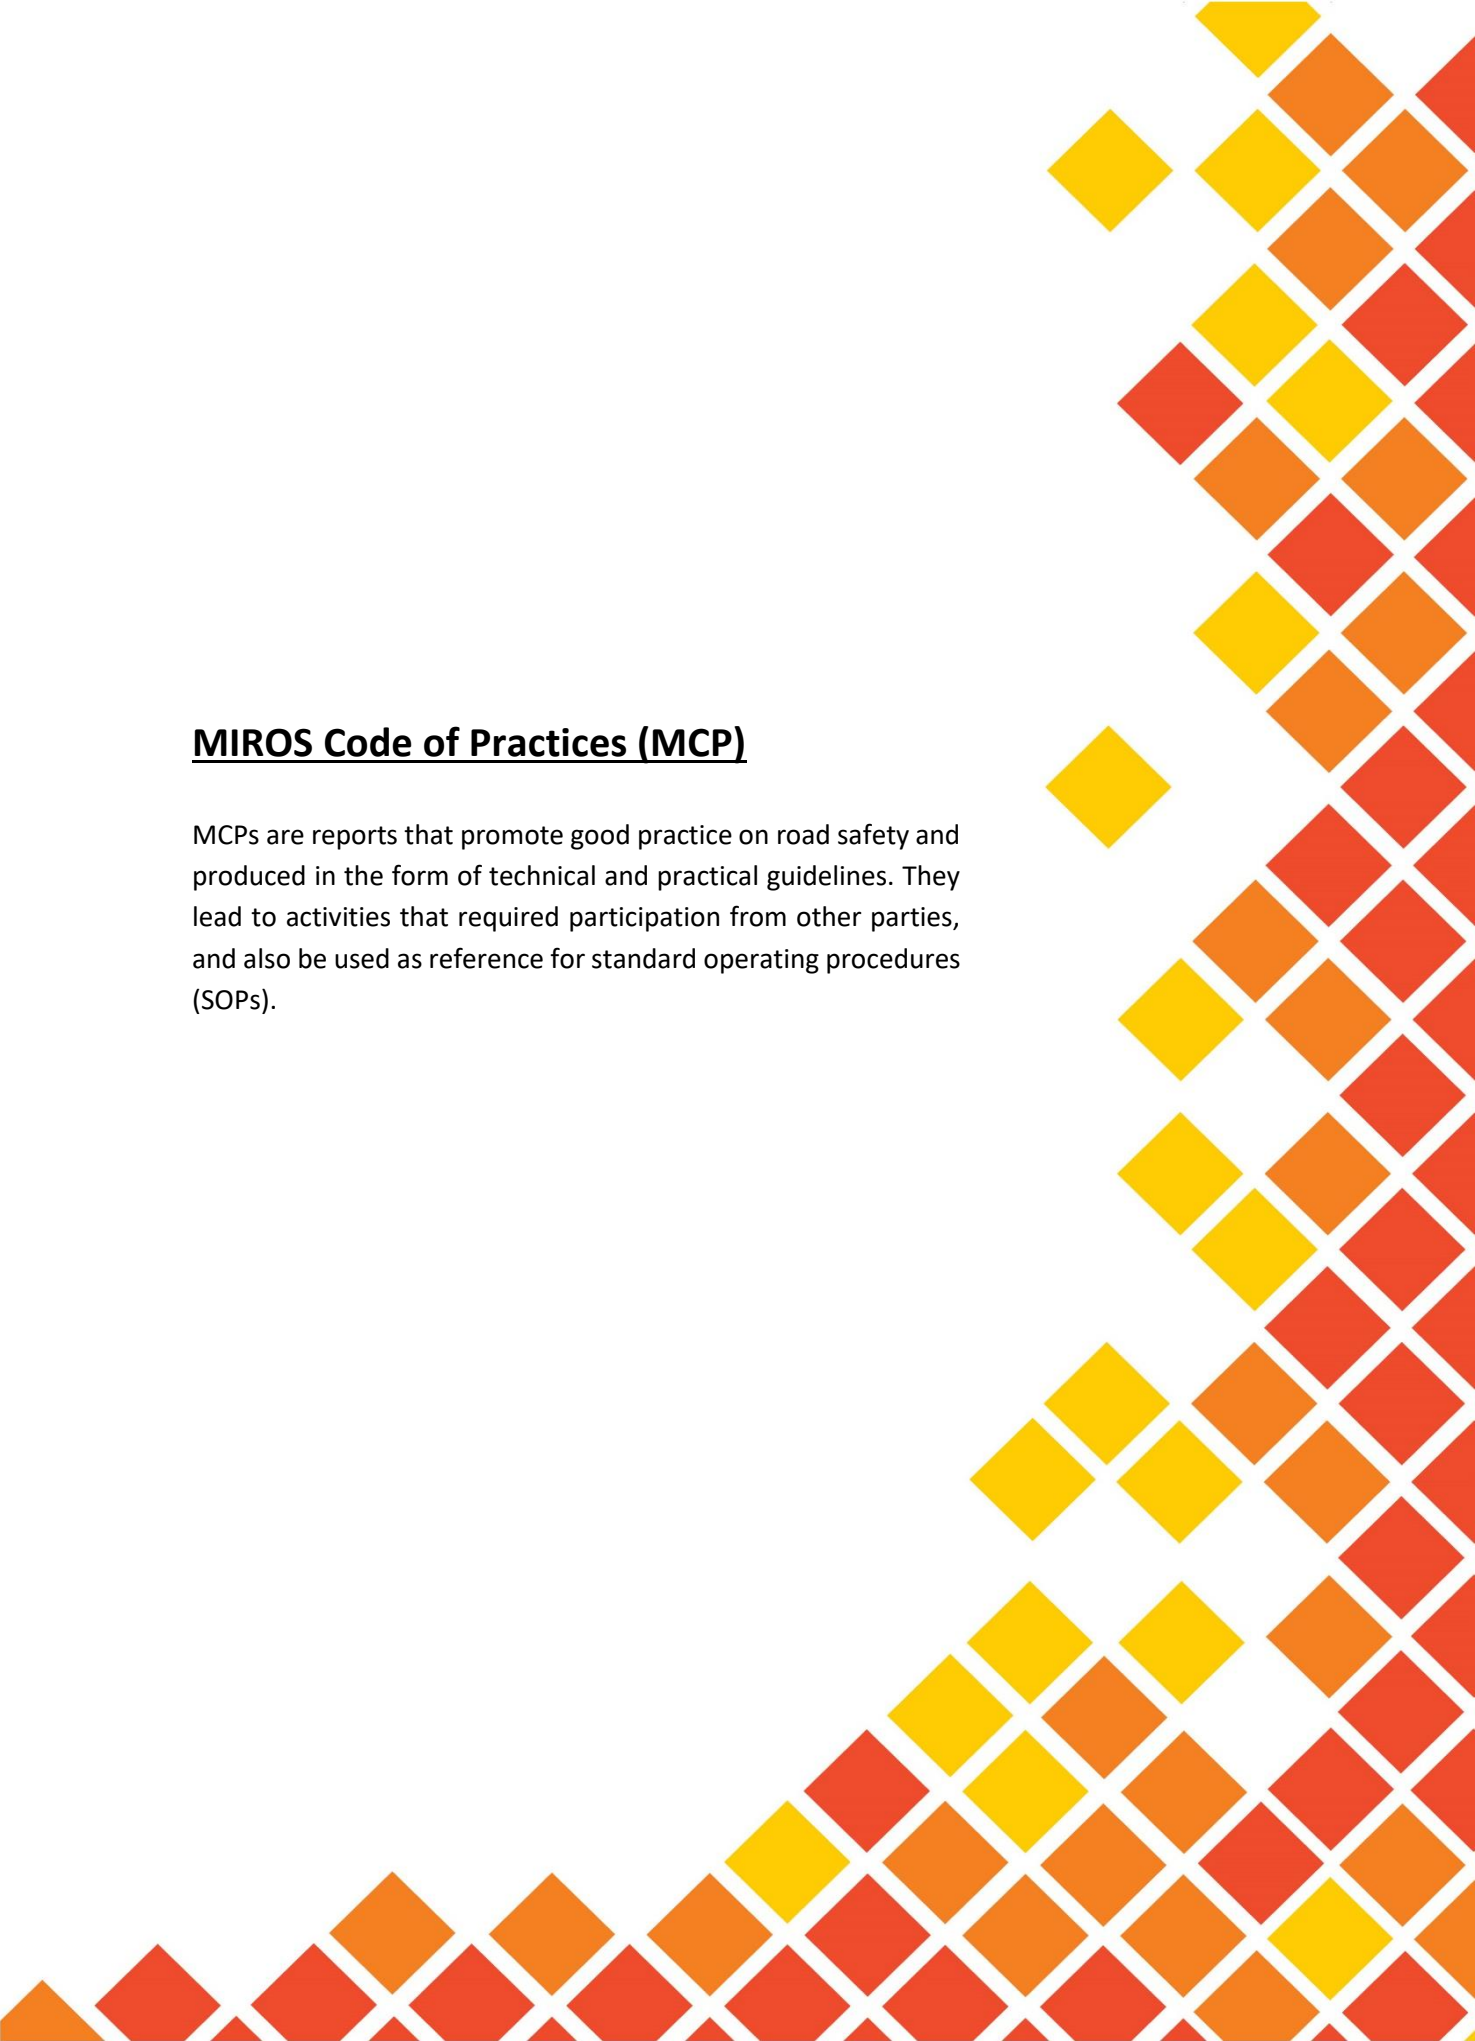 MIROS Code of Practices (MCP)
MCPs are reports that promote good practice on road safety and
produced in the form of technical and practical guidelines. They
lead to activities that required participation from other parties,
and also be used as reference for standard operating procedures
(SOPs).